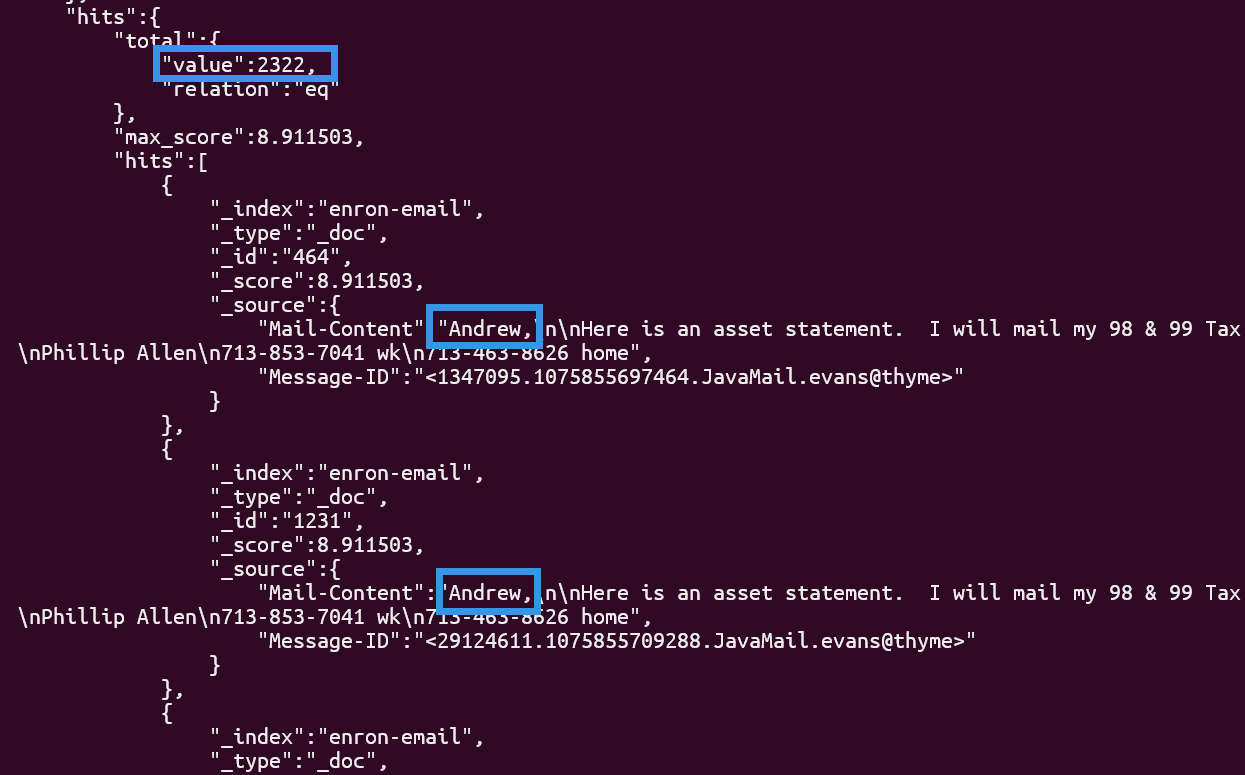 "hits":{
"total":{
"value":2322,
"relation":"eq"
},
"max_score":8.911503,
"hits":[
{
"_index":"enron-email",
"_type":"_doc",
"_id":"464",
"_score":8.911503,
"_source":{
"Mail-Content" "Andrew,\n\nHere is an asset statement.  I will mail my 98 & 99 Tax
\nPhillip Allen\n713-853-7041 wk\n713-463-8626 home",
"Message-ID":"<1347095.1075855697464.JavaMail.evans@thyme>"
}
},
{
"_index":"enron-email",
"_type":"_doc",
"_id":"1231",
"_score":8.911503,
"_source":{
"Mail-Content":"Andrew,\n\nHere is an asset statement.  I will mail my 98 & 99 Tax
\nPhillip Allen\n713-853-7041 wk\n713-463-8626 home",
"Message-ID":"<29124611.1075855709288.JavaMail.evans@thyme>"
}
},
{
"_index":"enron-email",
"_type":"_doc",